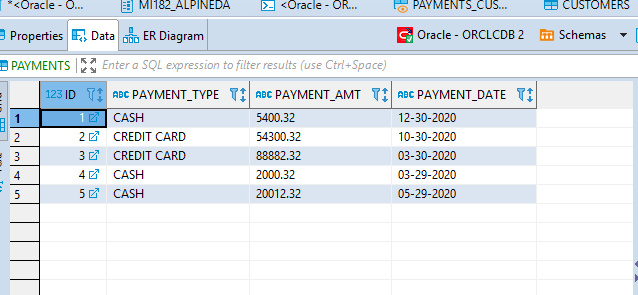 *<Oracle - O...
MI182_ALPINEDA
<Oracle - OR...
PAYMENTS_CUS...
CUSTOMERS
Properties Data ER Diagram Oracle - ORCLCDB 2 Schemas
PAYMENTS Enter a SQL expression to filter results (use Ctrl+Space)
123 ID ABC PAYMENT_TYPE ABC PAYMENT_AMT ABC PAYMENT_DATE
1 1 CASH 5400.32 12-30-2020
2 2 CREDIT CARD 54300.32 10-30-2020
3 3 CREDIT CARD 88882.32 03-30-2020
4 4 CASH 2000.32 03-29-2020
5 5 CASH 20012.32 05-29-2020